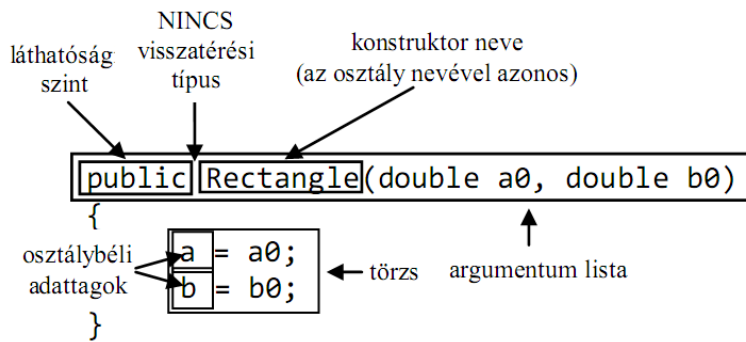 NINCS
visszatérési
típus
láthatóság
szint
konstruktor neve
(az osztály nevével azonos)
public Rectangle(double a0, double b0)
{
osztálybéli
adattagok
a = a0;
b = b0;
törzs
argumentum lista
}